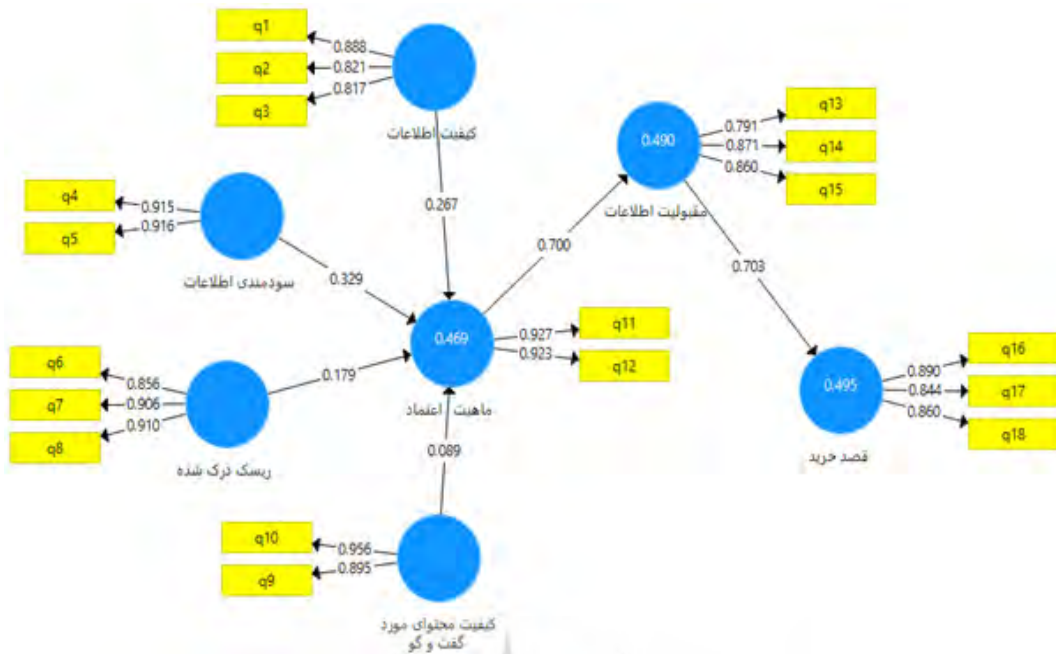 q1
0.888
q2
0.821
q3
0.817
کیفیت اطلاعات
0.267
q4
0.915
q5
0.916
سودمندی اطلاعات
0.329
q6
0.856
q7
0.906
q8
0.910
ریسک درک شده
0.179
q10
0.956
q9
0.895
کیفیت محتوای مورد
گفت و گو
0.089
0.469
ماهیت اعتماد
0.927
q11
0.923
q12
0.700
0.490
مقبولیت اطلاعات
0.791
q13
0.871
q14
0.860
q15
0.703
0.495
قصد خرید
0.890
q16
0.844
q17
0.860
q18